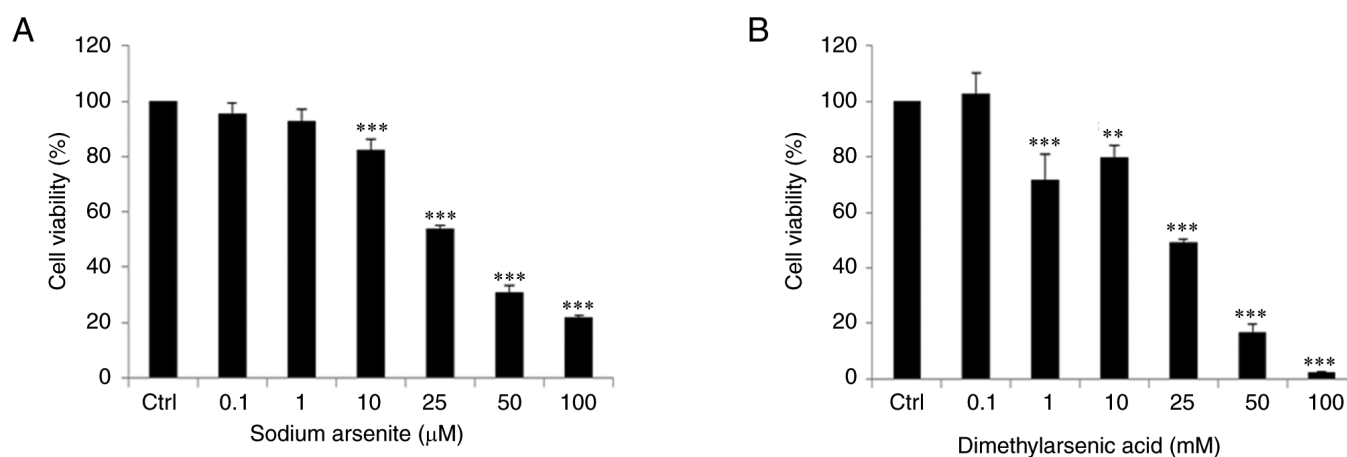 A
Cell viability (%)
120
100
80
60
40
20
0
***
***
***
***
Ctrl 0.1 1 10 25 50 100
Sodium arsenite (μM)
B
Cell viability (%)
120
100
80
60
40
20
0
***
**
***
***
***
Ctrl 0.1 1 10 25 50 100
Dimethylarsenic acid (mM)